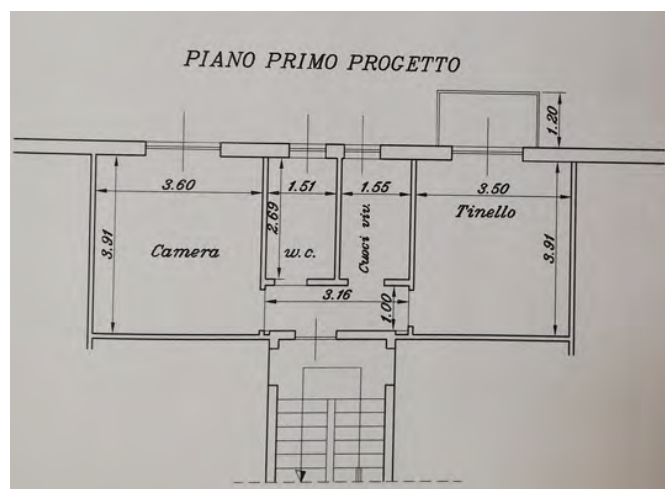 PIANO PRIMO PROGETTO
1.20
3.60
1.51
1.55
3.50
Tinello
2.69
3.91
Camera
w.c.
Cuoci viv.
3.91
3.16
1.00